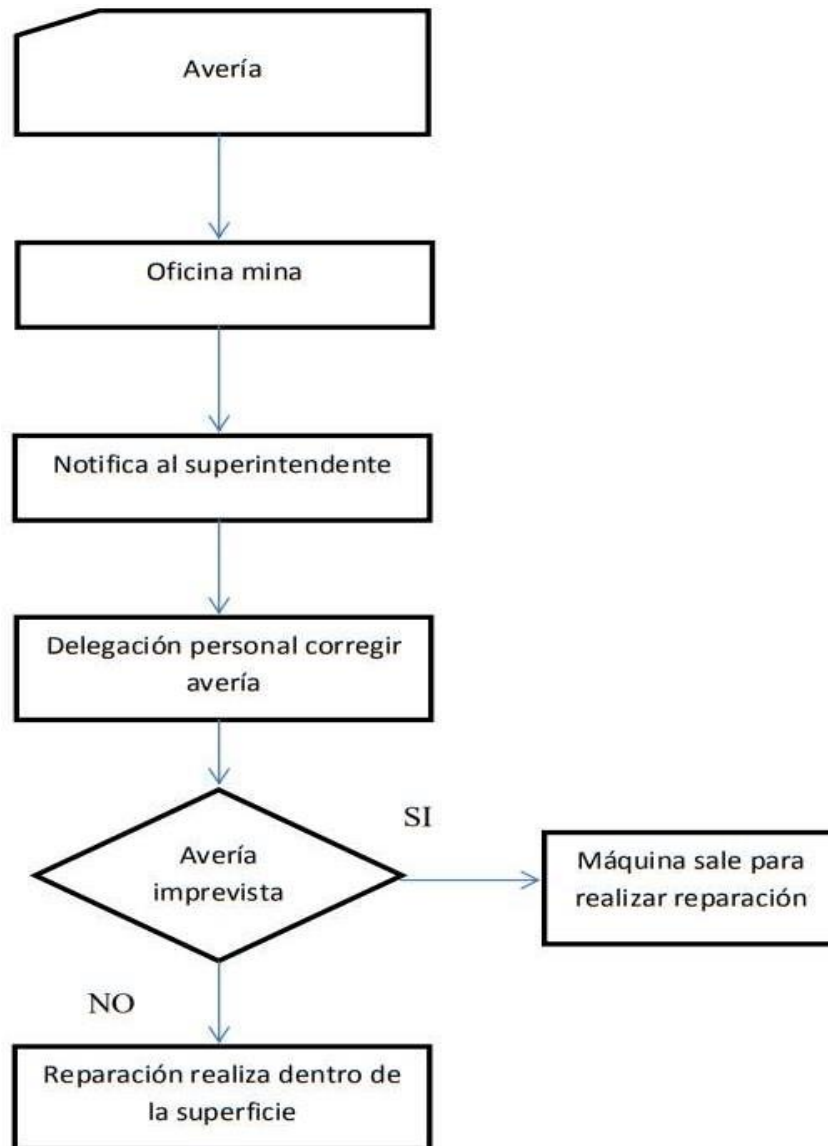 Avería
Oficina mina
Notifica al superintendente
Delegación personal corregir
avería
SI
Avería
imprevista
Máquina sale para
realizar reparación
NO
Reparación realiza dentro de
la superficie